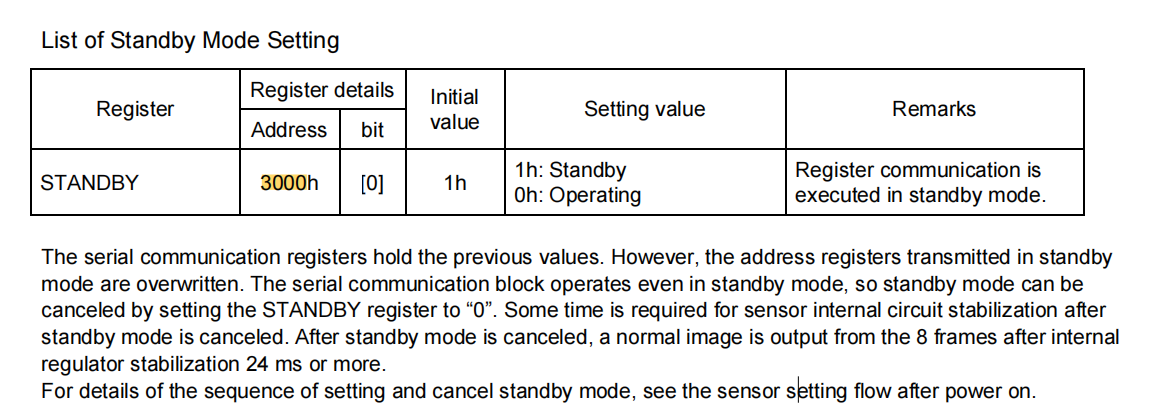 List of Standby Mode Setting
Register
Register details
Initial
value
Setting value
Remarks
Address
bit
STANDBY
3000h
[0]
1h
1h: Standby
0h: Operating
Register communication is
executed in standby mode.
The serial communication registers hold the previous values. However, the address registers transmitted in standby
mode are overwritten. The serial communication block operates even in standby mode, so standby mode can be
canceled by setting the STANDBY register to “0”. Some time is required for sensor internal circuit stabilization after
standby mode is canceled. After standby mode is canceled, a normal image is output from the 8 frames after internal
regulator stabilization 24 ms or more.
For details of the sequence of setting and cancel standby mode, see the sensor setting flow after power on.